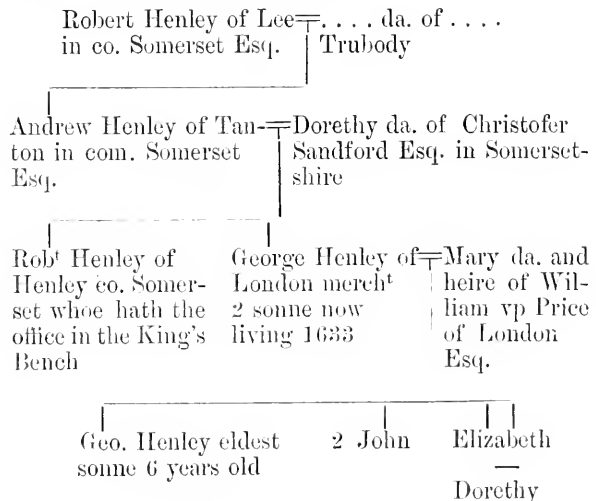 Robert Henley of Lee=. . . . da. of . . . .
in co. Somerset Esq. Trubody
Andrew Henley of Tan-=Dorethy da. of Christofer
ton in com. Somerset Sandford Esq. in Somerset-
Esq. shire
Robᵗ Henley of
Henley co. Somer-
set whoe hath the
office in the King's
Bench
George Henley of=Mary da. and
London merchᵗ heire of Wil-
2 sonne now liam vp Price
living 1633 of London
Esq.
Geo. Henley eldest
sonne 6 years old
2 John
Elizabeth
—
Dorethy